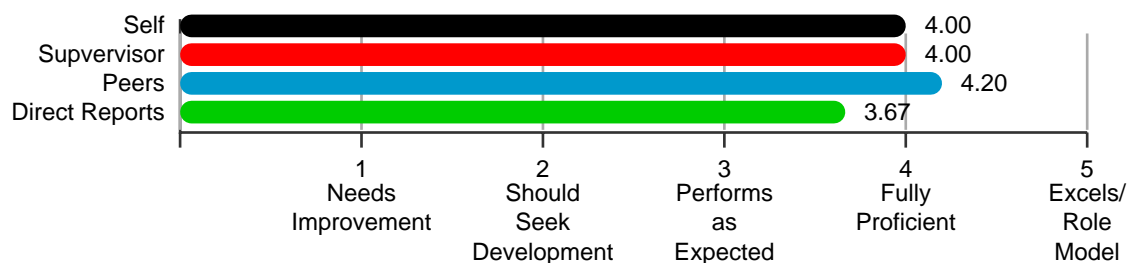 Self 4.00
Supvervisor 4.00
Peers 4.20
Direct Reports 3.67
1 2 3 4 5
Needs Should Performs Fully Excels/
Improvement Seek as Proficient Role
Development Expected Model